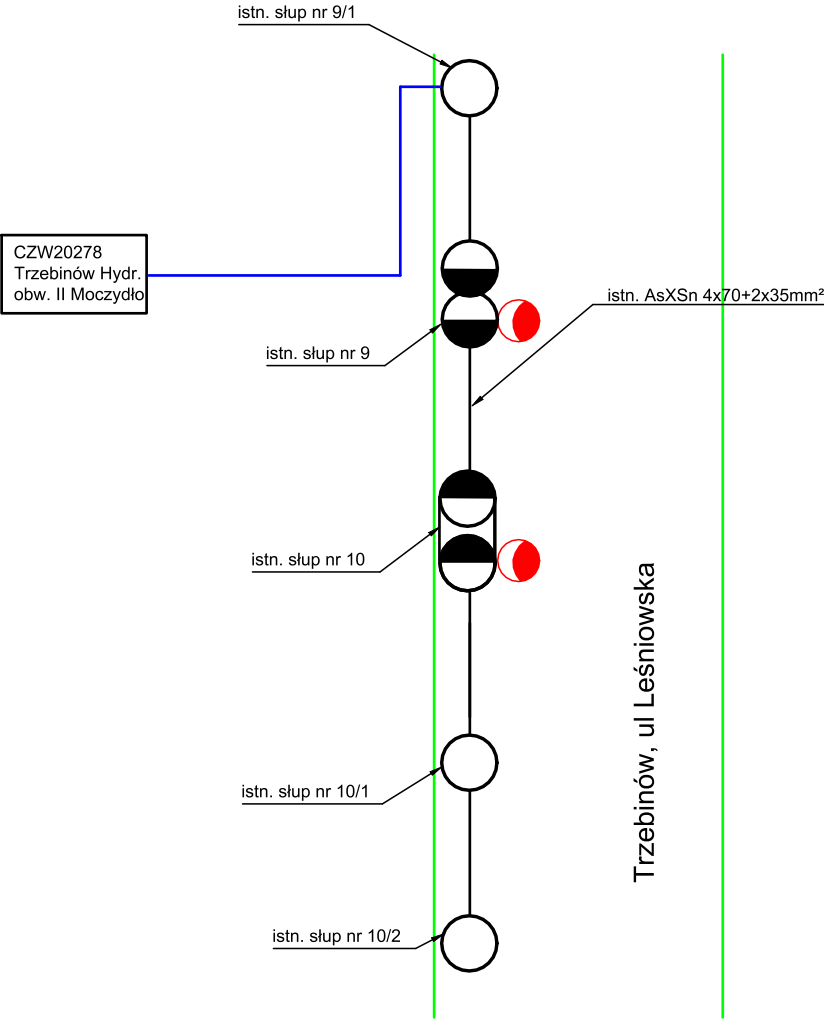 istn. słup nr 9/1
CZW20278
Trzebinów Hydr.
obw. II Moczydło
istn. AsXSn 4x70+2x35mm²
istn. słup nr 9
istn. słup nr 10
Trzebinów, ul Leśniowska
istn. słup nr 10/1
istn. słup nr 10/2